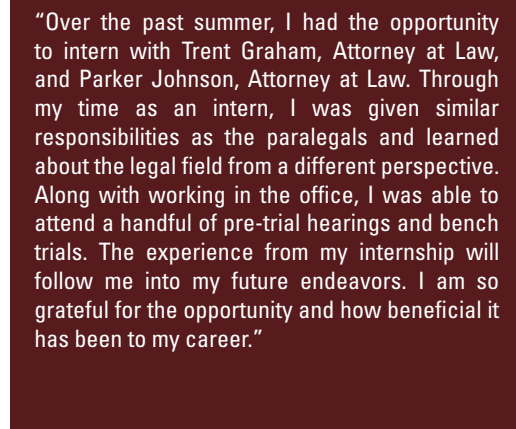 “Over the past summer, I had the opportunity
to intern with Trent Graham, Attorney at Law,
and Parker Johnson, Attorney at Law. Through
my time as an intern, I was given similar
responsibilities as the paralegals and learned
about the legal field from a different perspective.
Along with working in the office, I was able to
attend a handful of pre-trial hearings and bench
trials. The experience from my internship will
follow me into my future endeavors. I am so
grateful for the opportunity and how beneficial it
has been to my career.”